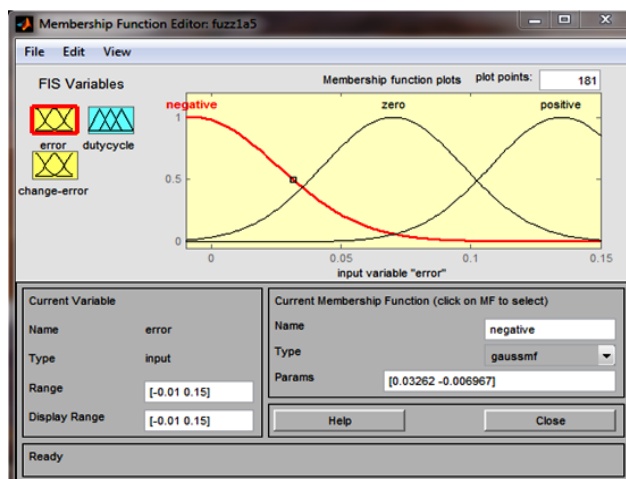 Membership Function Editor: fuzz1a5
File Edit View
FIS Variables
Membership function plots plot points: 181
negative zero positive
error dutycycle
change-error
1
0.5
0
0 0.05 0.1 0.15
input variable "error"
Current Variable
Name error
Type input
Range [-0.01 0.15]
Display Range [-0.01 0.15]
Current Membership Function (click on MF to select)
Name negative
Type gaussmf
Params [0.03262 -0.006967]
Help Close
Ready